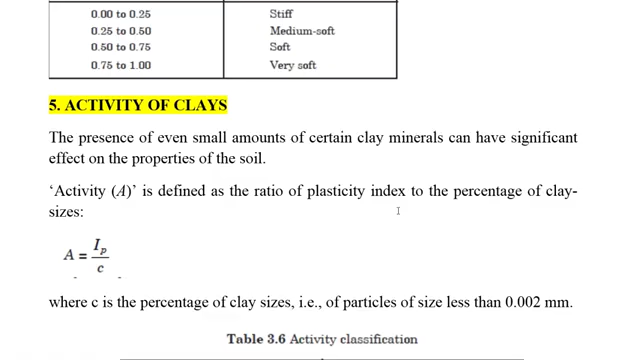 0.00 to 0.25 Stiff
0.25 to 0.50 Medium-soft
0.50 to 0.75 Soft
0.75 to 1.00 Very soft
5. ACTIVITY OF CLAYS
The presence of even small amounts of certain clay minerals can have significant
effect on the properties of the soil.
‘Activity (A)’ is defined as the ratio of plasticity index to the percentage of clay-
sizes:
A = I_p / c
where c is the percentage of clay sizes, i.e., of particles of size less than 0.002 mm.
Table 3.6 Activity classification